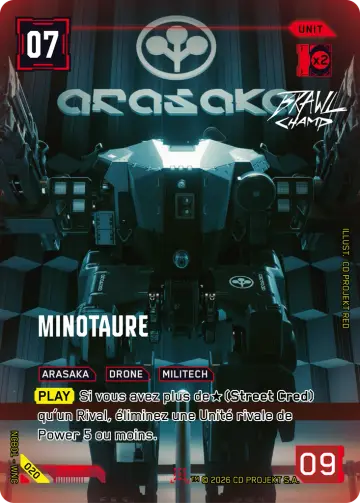 07
UNIT
x2
ARASAKA
BRAWL
CHAMP
ILLUST. CD PROJEKT RED
MINOTAURE
ARASAKA DRONE MILITECH
PLAY Si vous avez plus de ★ (Street Cred)
qu'un Rival, éliminez une Unité rivale de
Power 5 ou moins.
020
09
™ © 2026 CD PROJEKT S.A.